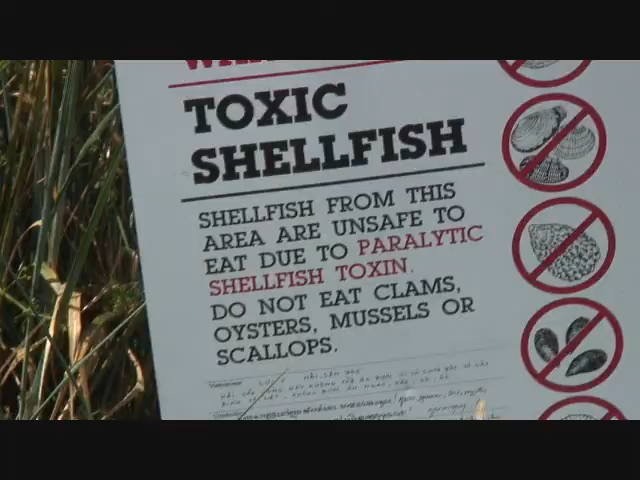 TOXIC
SHELLFISH
SHELLFISH FROM THIS
AREA ARE UNSAFE TO
EAT DUE TO PARALYTIC
SHELLFISH TOXIN.
DO NOT EAT CLAMS,
OYSTERS, MUSSELS OR
SCALLOPS.